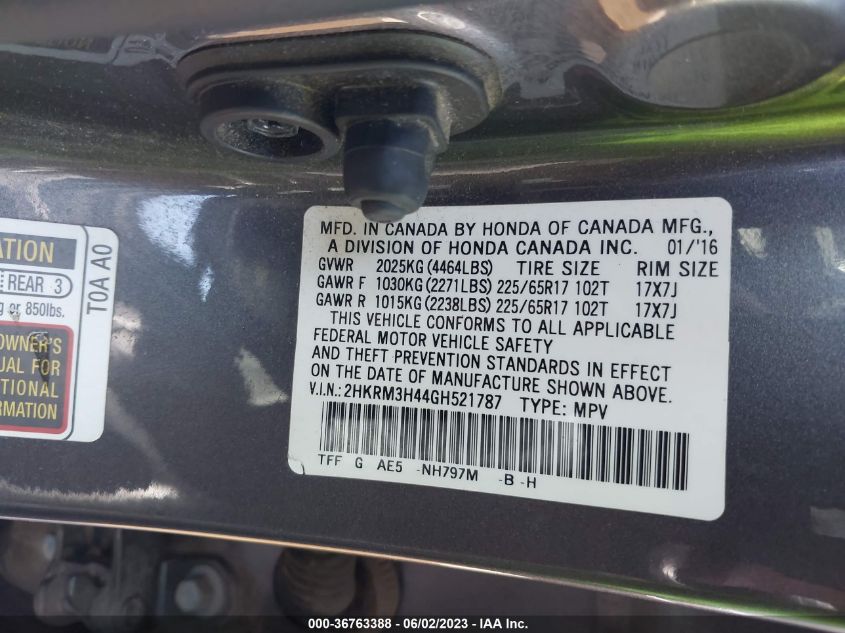 ATION
REAR 3
g or 850lbs.
TOA A0
OWNER'S
UAL FOR
TIONAL
ORMATION
MFD. IN CANADA BY HONDA OF CANADA MFG.,
A DIVISION OF HONDA CANADA INC. 01/'16
GVWR 2025KG (4464LBS) TIRE SIZE RIM SIZE
GAWR F 1030KG (2271LBS) 225/65R17 102T 17X7J
GAWR R 1015KG (2238LBS) 225/65R17 102T 17X7J
THIS VEHICLE CONFORMS TO ALL APPLICABLE
FEDERAL MOTOR VEHICLE SAFETY
AND THEFT PREVENTION STANDARDS IN EFFECT
ON THE DATE OF MANUFACTURE SHOWN ABOVE.
V.I.N.: 2HKRM3H44GH521787 TYPE: MPV
TFF G AE5 -NH797M -B -H
000-36763388 - 06/02/2023 - IAA Inc.